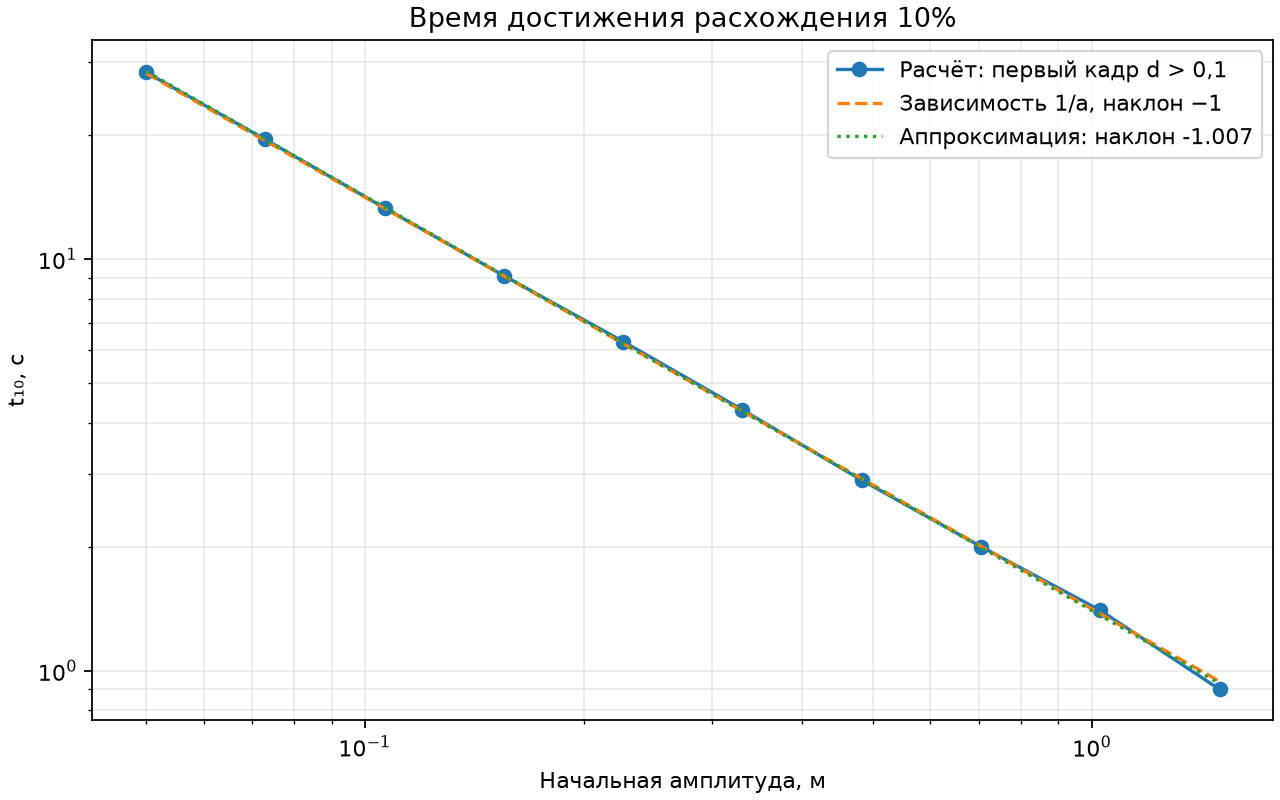 Время достижения расхождения 10%
Расчёт: первый кадр d > 0,1
Зависимость 1/a, наклон −1
Аппроксимация: наклон -1.007
t₁₀, с
10¹
10⁰
10⁻¹
10⁰
Начальная амплитуда, м